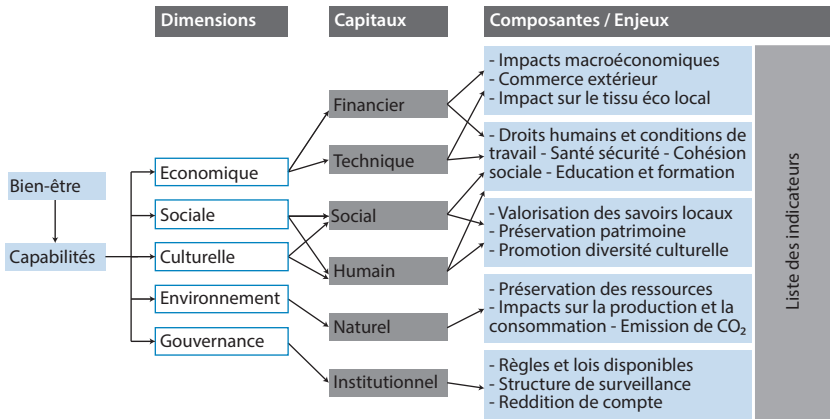 Dimensions
Capitaux
Composantes / Enjeux
Bien-être
Capabilités
Economique
Sociale
Culturelle
Environnement
Gouvernance
Financier
Technique
Social
Humain
Naturel
Institutionnel
- Impacts macroéconomiques
- Commerce extérieur
- Impact sur le tissu éco local
- Droits humains et conditions de
travail - Santé sécurité - Cohésion
sociale - Education et formation
- Valorisation des savoirs locaux
- Préservation patrimoine
- Promotion diversité culturelle
- Préservation des ressources
- Impacts sur la production et la
consommation - Emission de CO₂
- Règles et lois disponibles
- Structure de surveillance
- Reddition de compte
Liste des indicateurs